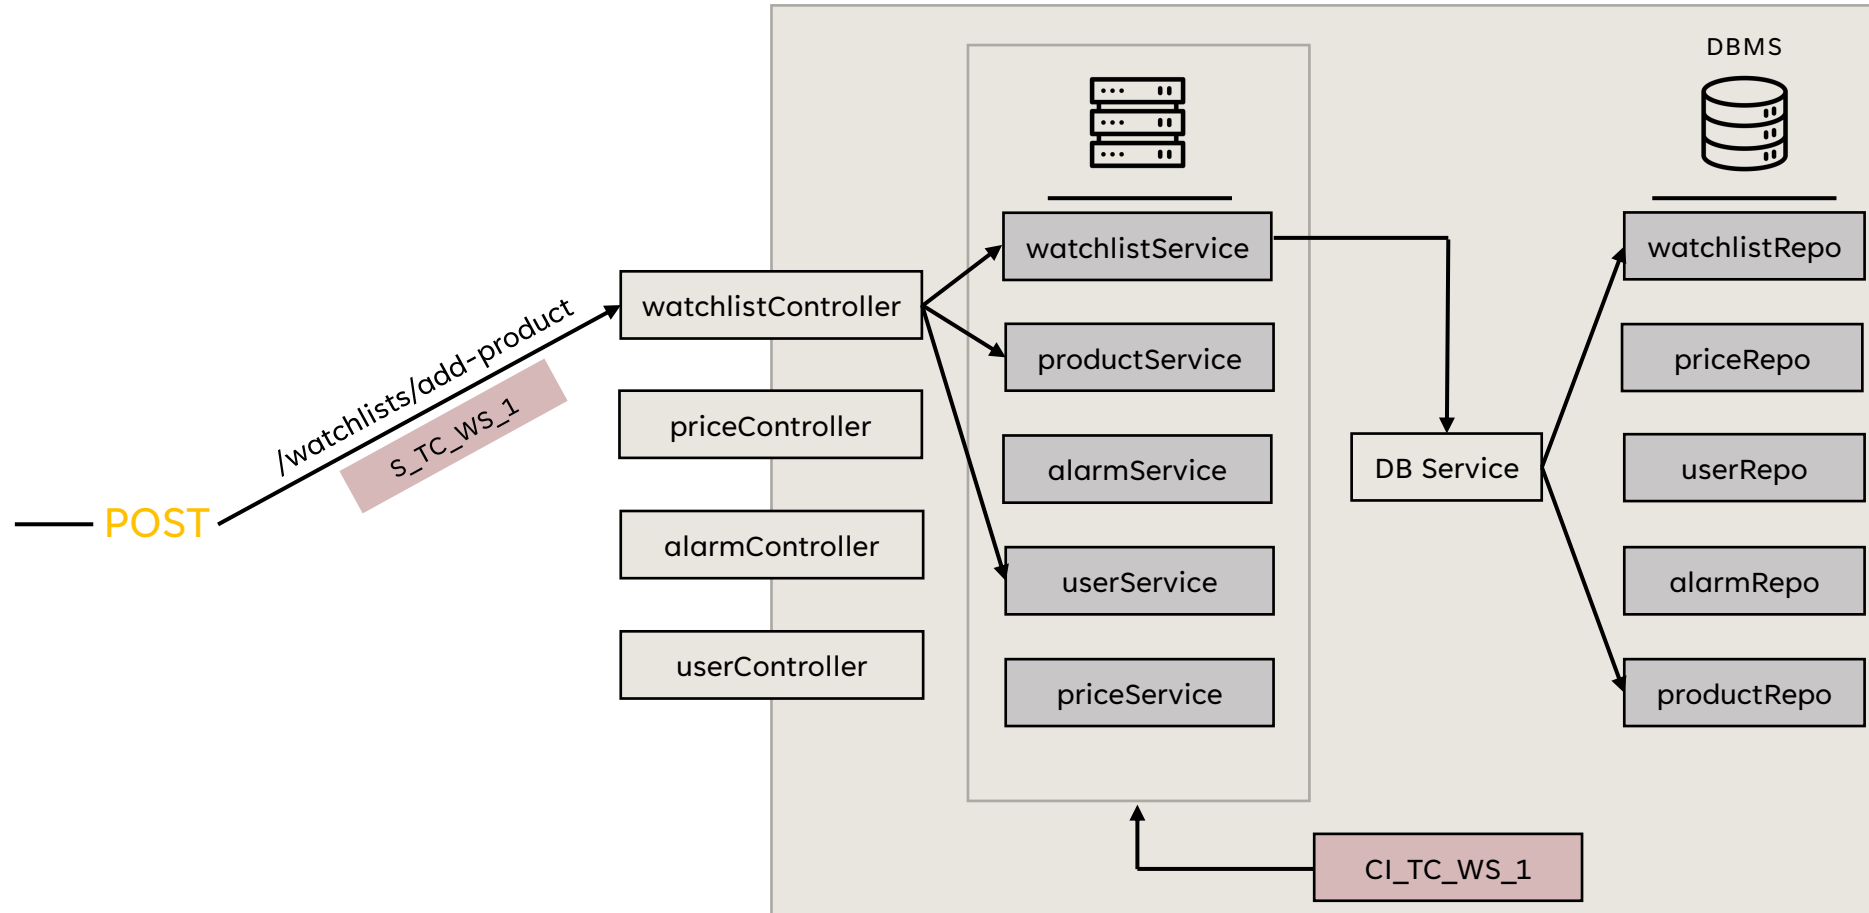 DBMS
watchlistService
watchlistRepo
watchlistController
/watchlists/add-product
productService
priceRepo
S_TC_WS_1
priceController
alarmService
DB Service
userRepo
POST
alarmController
userService
alarmRepo
userController
priceService
productRepo
CI_TC_WS_1